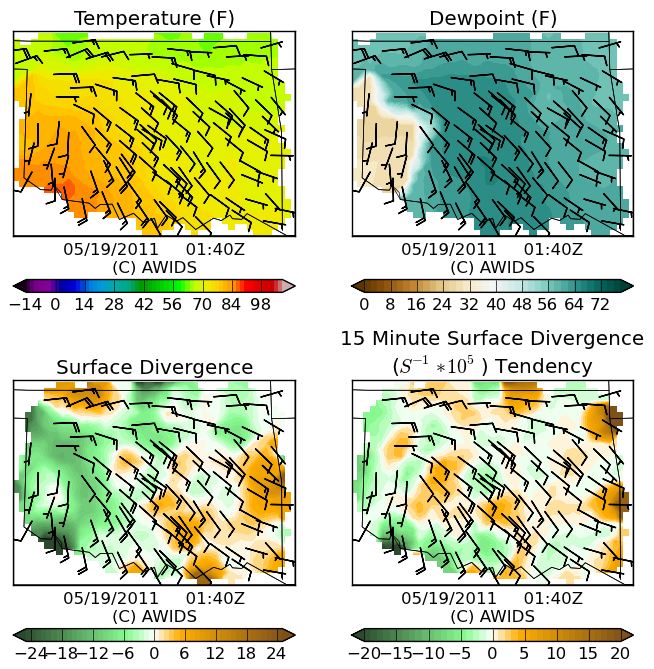 Temperature (F)
Dewpoint (F)
05/19/2011 01:40Z
(C) AWIDS
05/19/2011 01:40Z
(C) AWIDS
−14 0 14 28 42 56 70 84 98
0 8 16 24 32 40 48 56 64 72
Surface Divergence
15 Minute Surface Divergence
(S⁻¹ *10⁵ ) Tendency
05/19/2011 01:40Z
(C) AWIDS
05/19/2011 01:40Z
(C) AWIDS
−24 −18 −12 −6 0 6 12 18 24
−20 −15 −10 −5 0 5 10 15 20